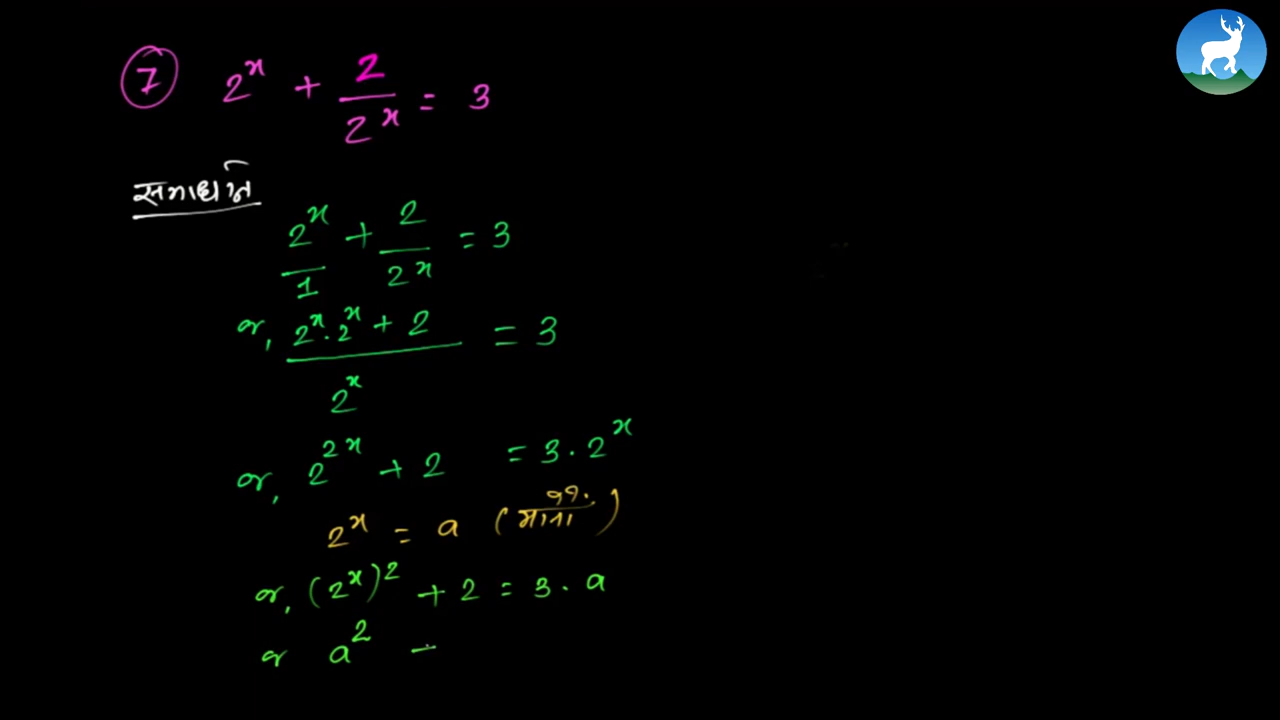 ⑦ 2^x + 2/2^x = 3
समाधान
2^x/1 + 2/2^x = 3
or, (2^x · 2^x + 2)/2^x = 3
or, 2^{2x} + 2 = 3 · 2^x
2^x = a (माना)
or, (2^x)^2 + 2 = 3 · a
or a^2 -